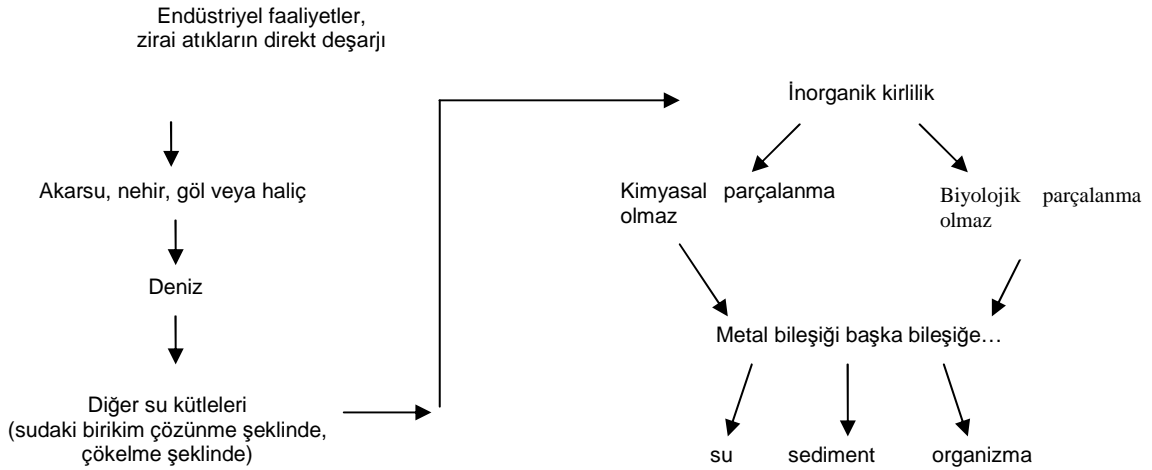 Endüstriyel faaliyetler,
zirai atıkların direkt deşarjı
Akarsu, nehir, göl veya haliç
Deniz
Diğer su kütleleri
(sudaki birikim çözünme şeklinde,
çökelme şeklinde)
İnorganik kirlilik
Kimyasal parçalanma
olmaz
Biyolojik parçalanma
olmaz
Metal bileşiği başka bileşiğe…
su sediment organizma